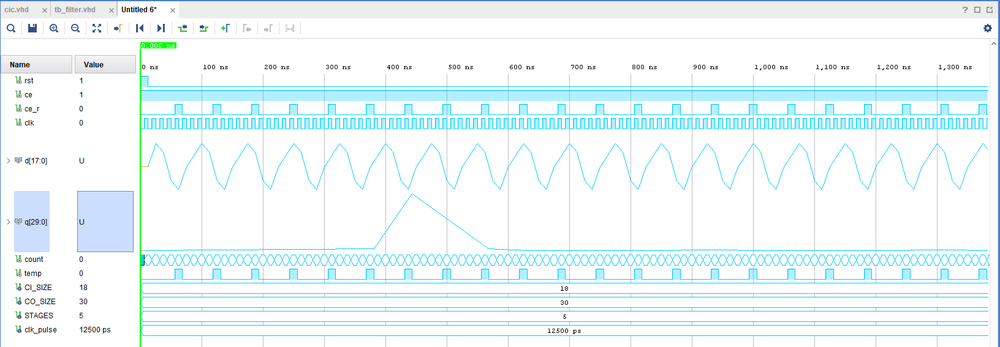 cic.vhd × tb_filter.vhd × Untitled 6* ×
?
0.000 ns
Name Value
0 ns 100 ns 200 ns 300 ns 400 ns 500 ns 600 ns 700 ns 800 ns 900 ns 1,000 ns 1,100 ns 1,200 ns 1,300 ns
rst 1
ce 1
ce_r 0
clk 0
d[17:0] U
q[29:0] U
count 0
temp 0
CI_SIZE 18 18
CO_SIZE 30 30
STAGES 5 5
clk_pulse 12500 ps 12500 ps